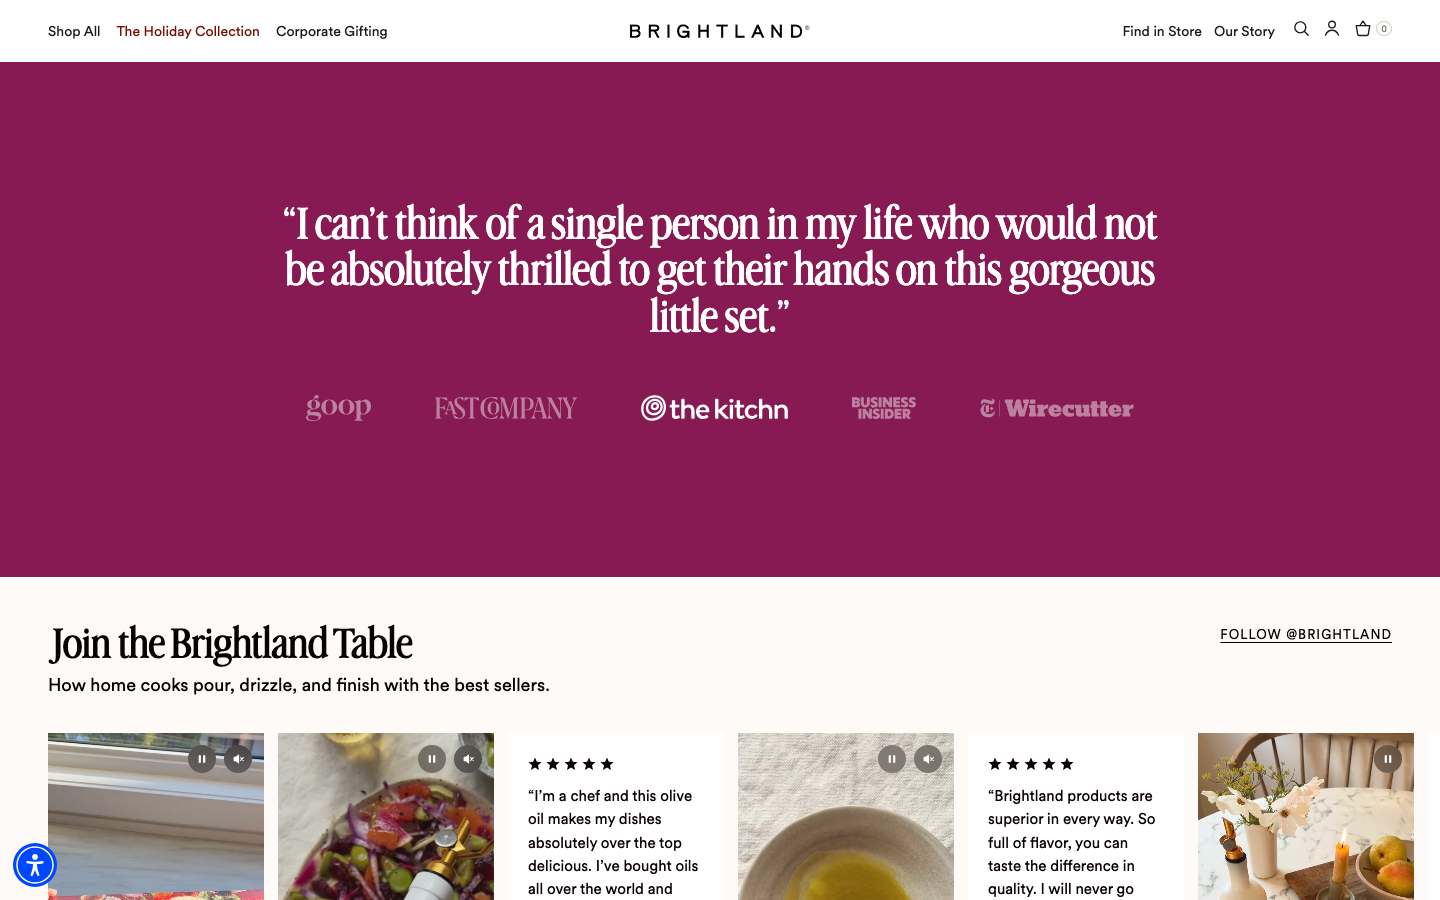 Shop All The Holiday Collection Corporate Gifting BRIGHTLAND® Find in Store Our Story 0
“I can’t think of a single person in my life who would not
be absolutely thrilled to get their hands on this gorgeous
little set.”
goop FAST COMPANY the kitchn BUSINESS INSIDER T Wirecutter
Join the Brightland Table
FOLLOW @BRIGHTLAND
How home cooks pour, drizzle, and finish with the best sellers.
“I’m a chef and this olive
oil makes my dishes
absolutely over the top
delicious. I’ve bought oils
all over the world and
“Brightland products are
superior in every way. So
full of flavor, you can
taste the difference in
quality. I will never go